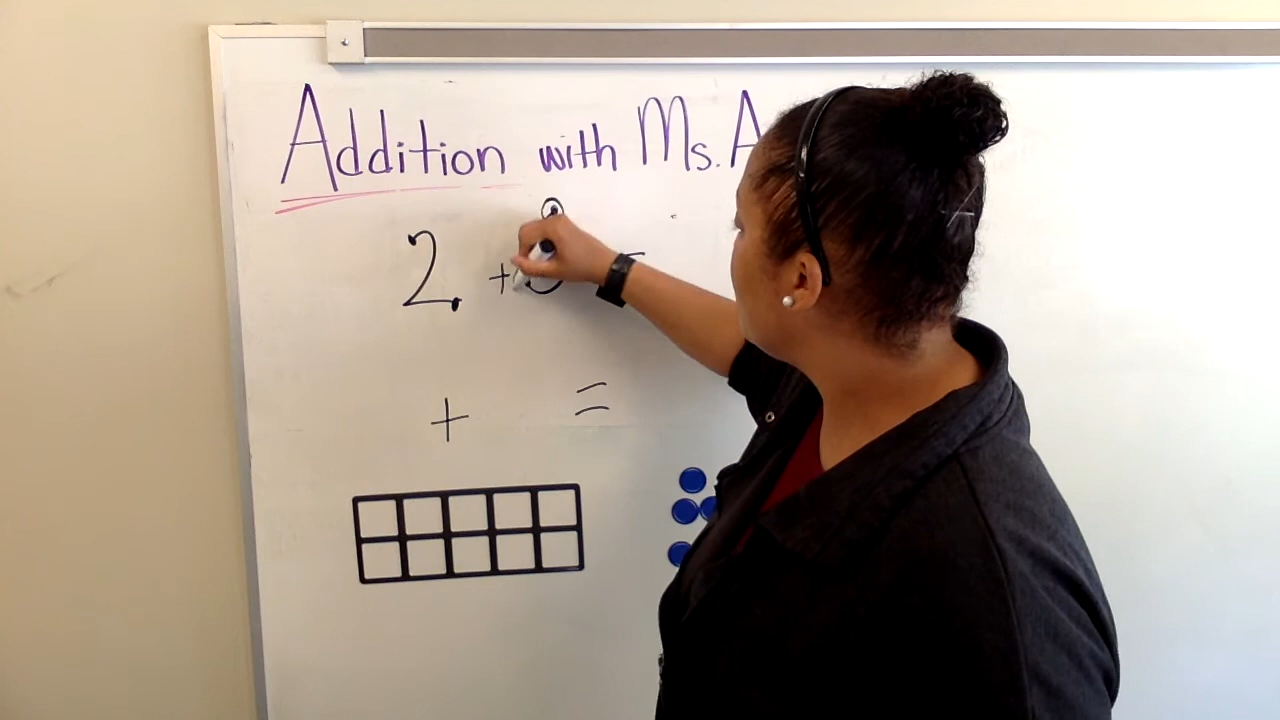 Addition with Ms. A
2 +
+ =